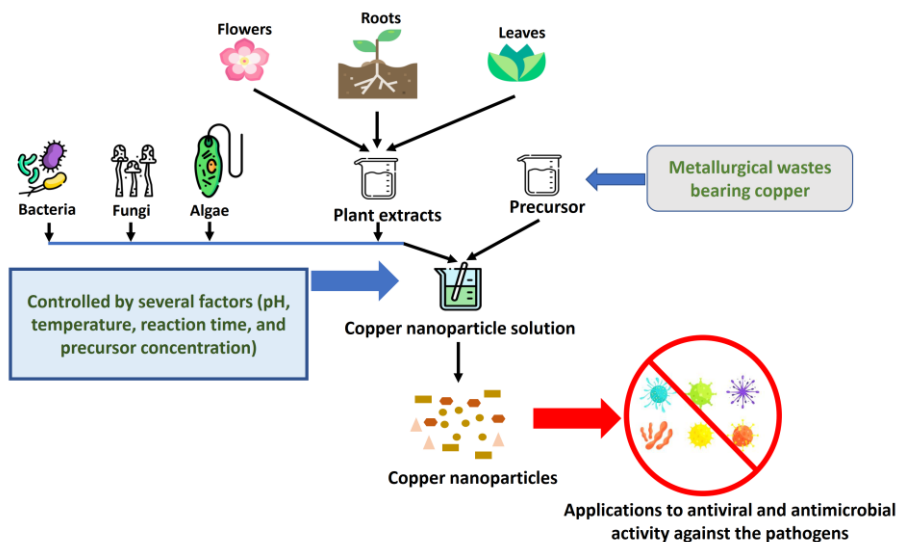 Flowers
Roots
Leaves
Bacteria
Fungi
Algae
Plant extracts
Precursor
Metallurgical wastes
bearing copper
Controlled by several factors (pH,
temperature, reaction time, and
precursor concentration)
Copper nanoparticle solution
Copper nanoparticles
Applications to antiviral and antimicrobial
activity against the pathogens